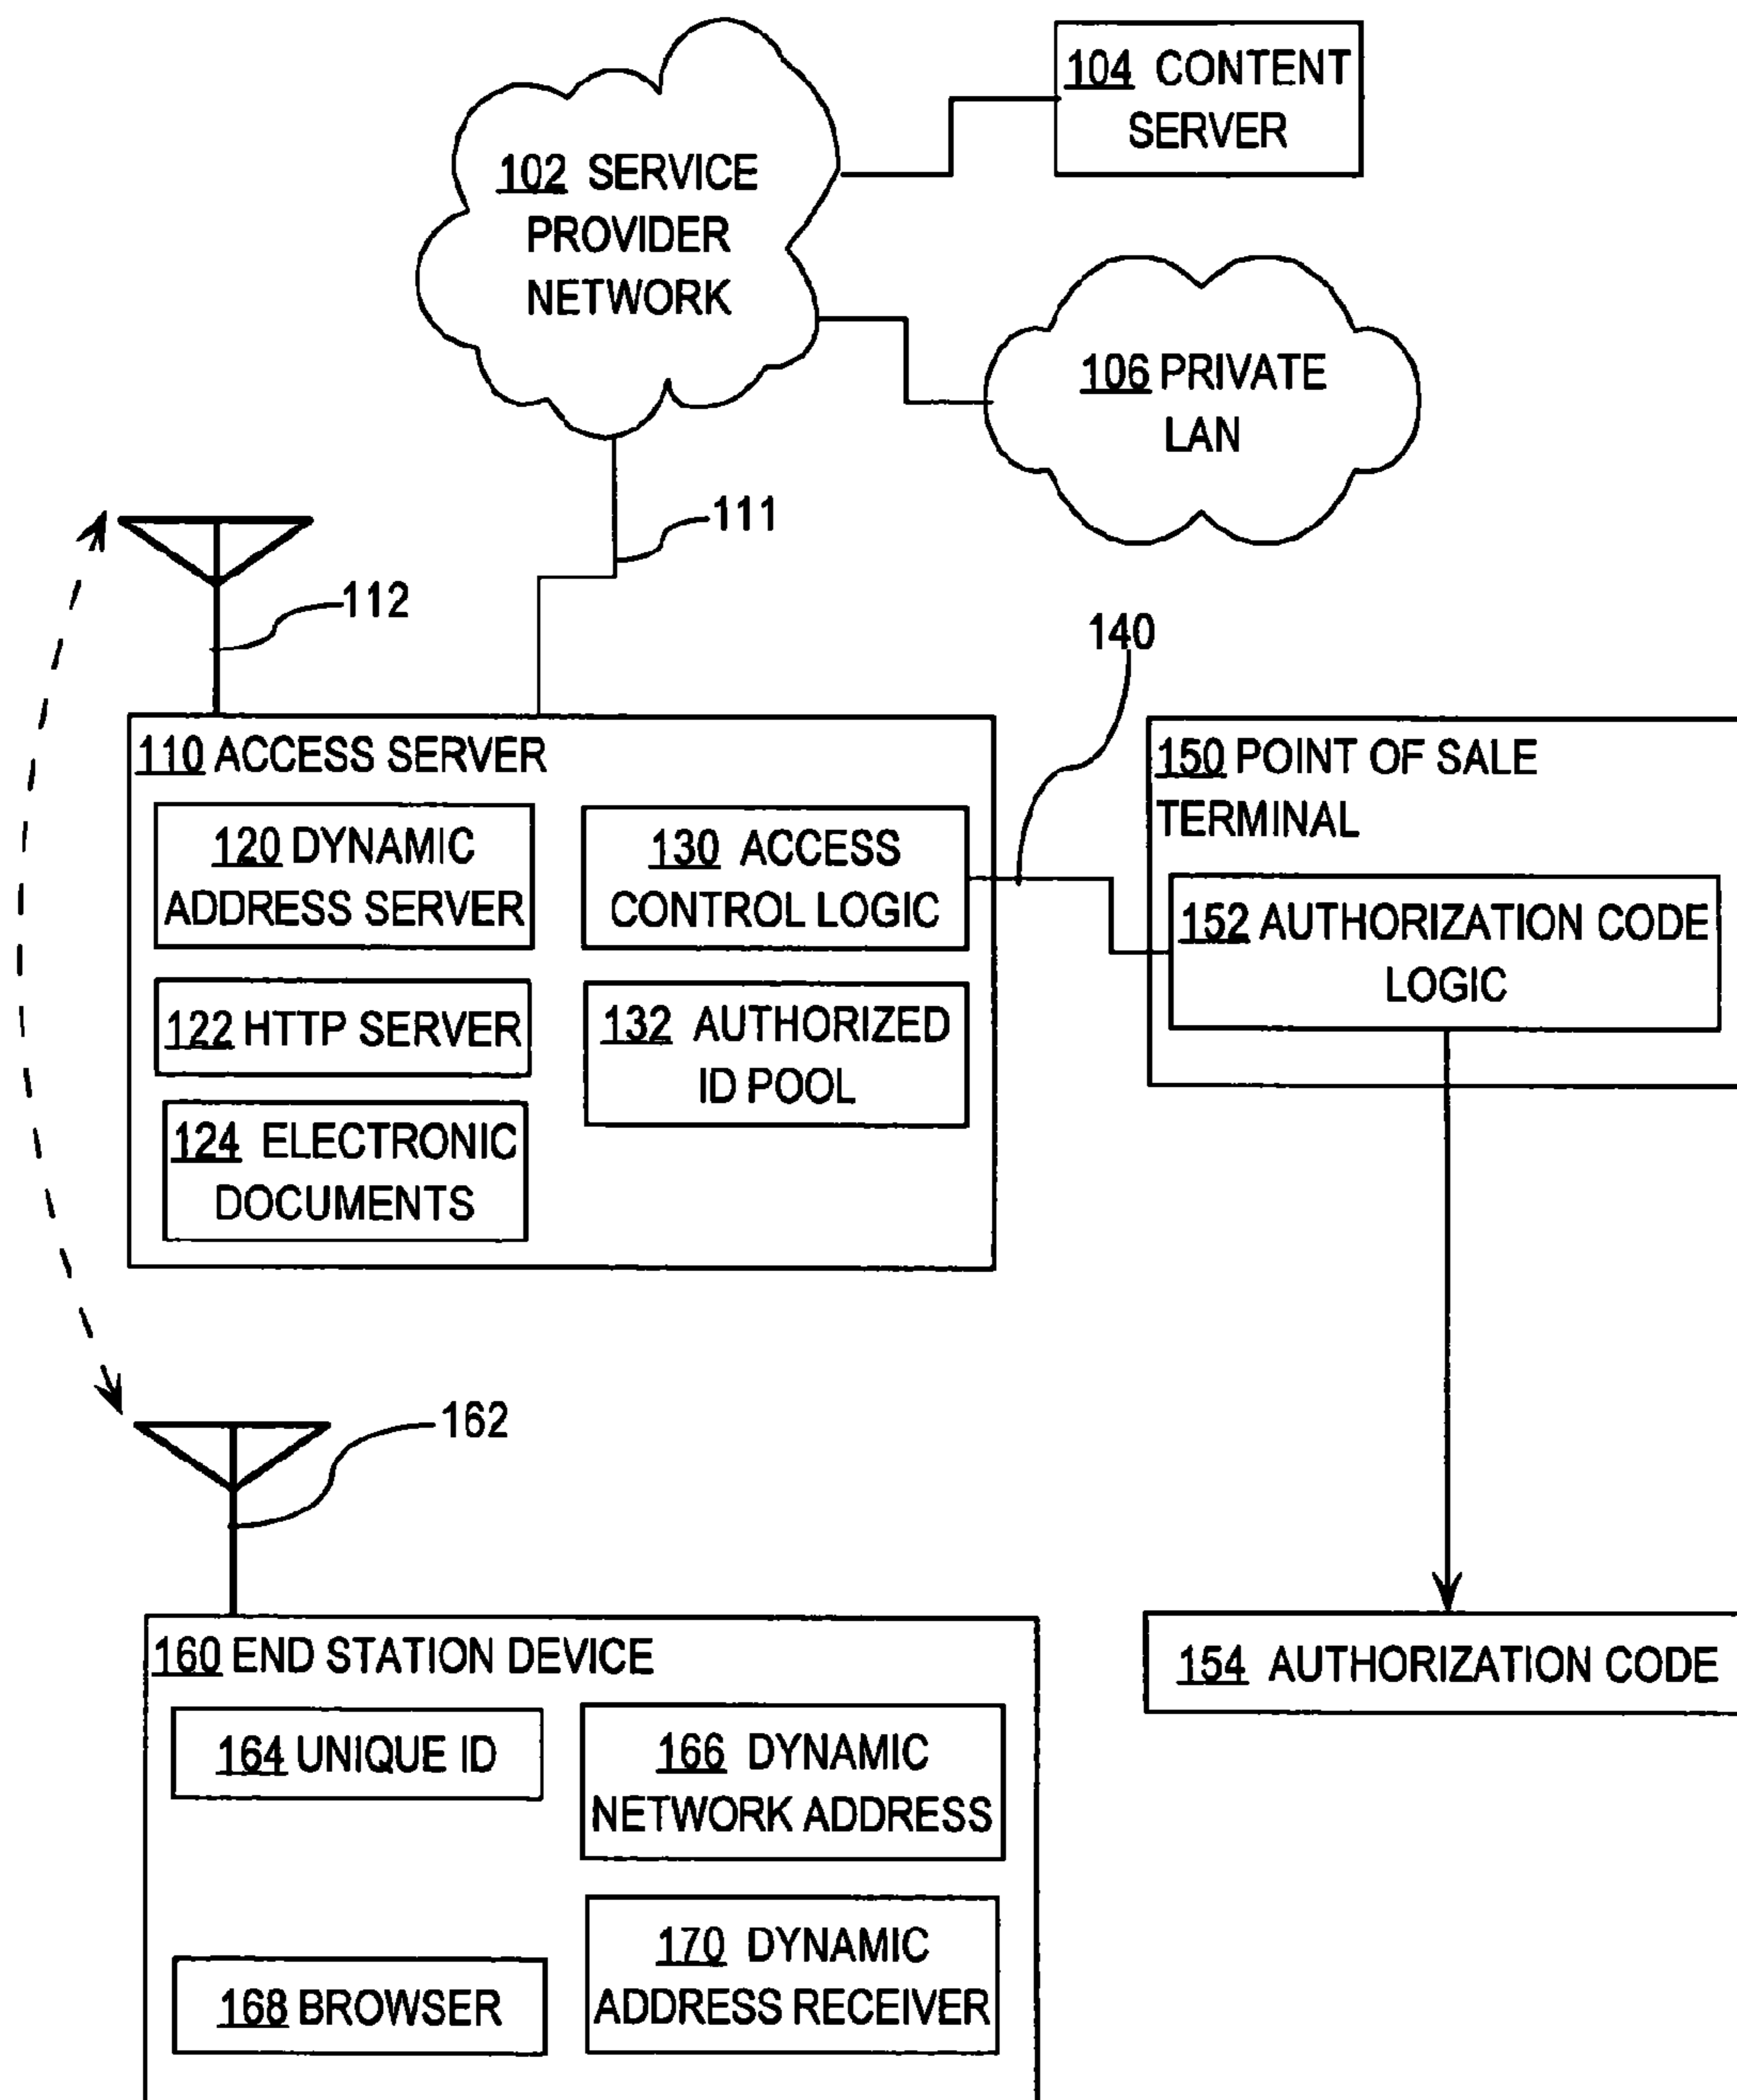 104 CONTENT
SERVER
102 SERVICE
PROVIDER
NETWORK
106 PRIVATE
LAN
111
112
140
110 ACCESS SERVER
120 DYNAMIC
ADDRESS SERVER
130 ACCESS
CONTROL LOGIC
122 HTTP SERVER
132 AUTHORIZED
ID POOL
124 ELECTRONIC
DOCUMENTS
150 POINT OF SALE
TERMINAL
152 AUTHORIZATION CODE
LOGIC
162
160 END STATION DEVICE
164 UNIQUE ID
166 DYNAMIC
NETWORK ADDRESS
168 BROWSER
170 DYNAMIC
ADDRESS RECEIVER
154 AUTHORIZATION CODE